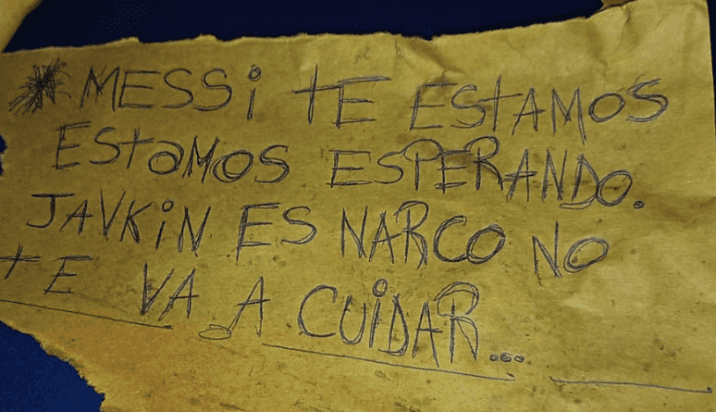 * MESSi tE ESTAMOS
EStaMOS ESPERANDO.
JAVKiN ES NARCO NO
tE VA A CUiDAR...